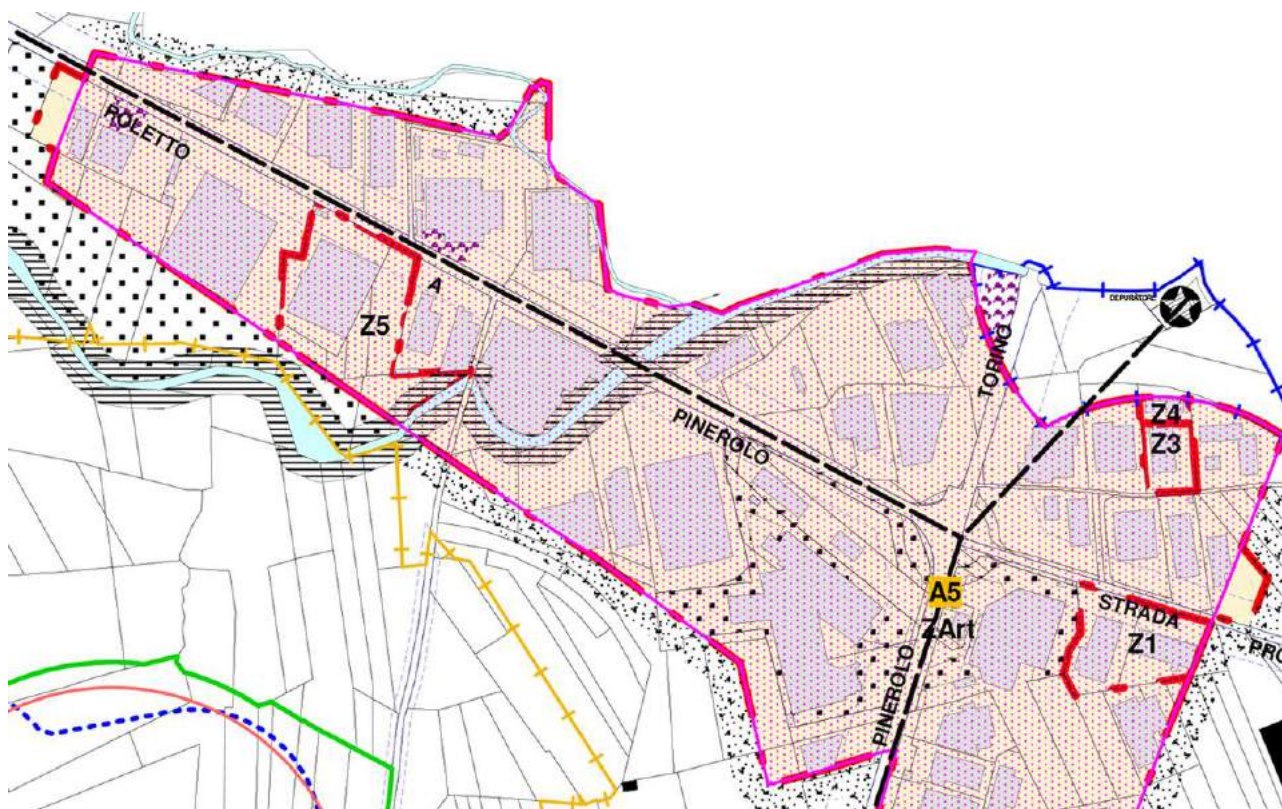 ROLETTO
A
Z5
DEPURATORE
TORINO
Z4
Z3
PINEROLO
A5
ZArt
STRADA
Z1
PRO
PINEROLO